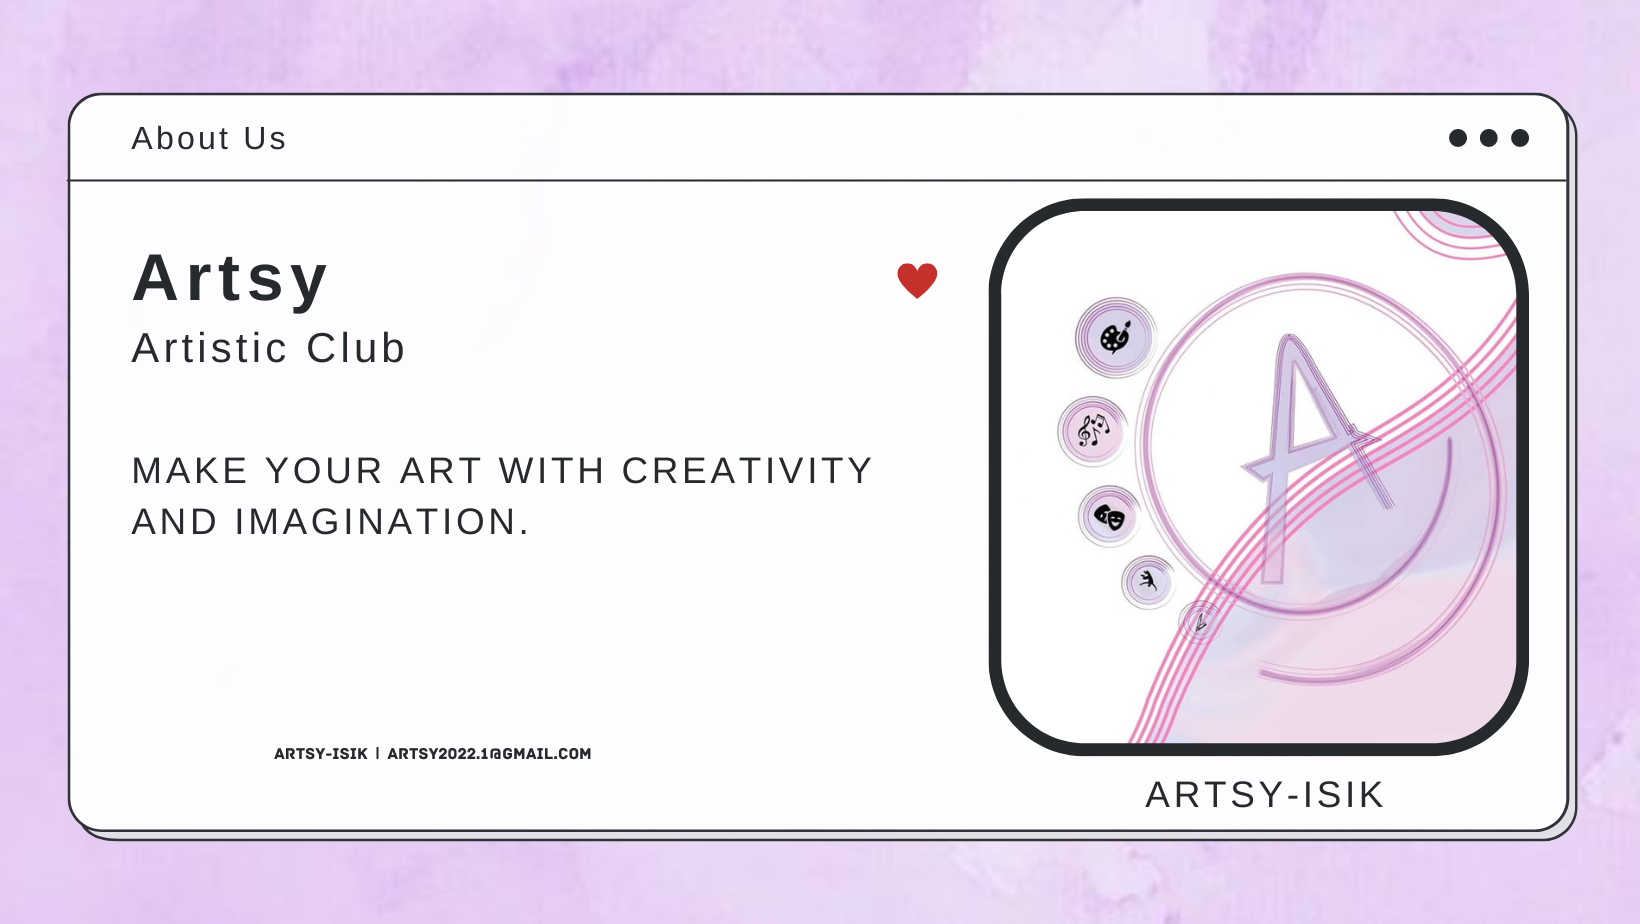 About Us
Artsy
Artistic Club
MAKE YOUR ART WITH CREATIVITY
AND IMAGINATION.
A
ARTSY-ISIK | ARTSY2022.1@GMAIL.COM
ARTSY-ISIK